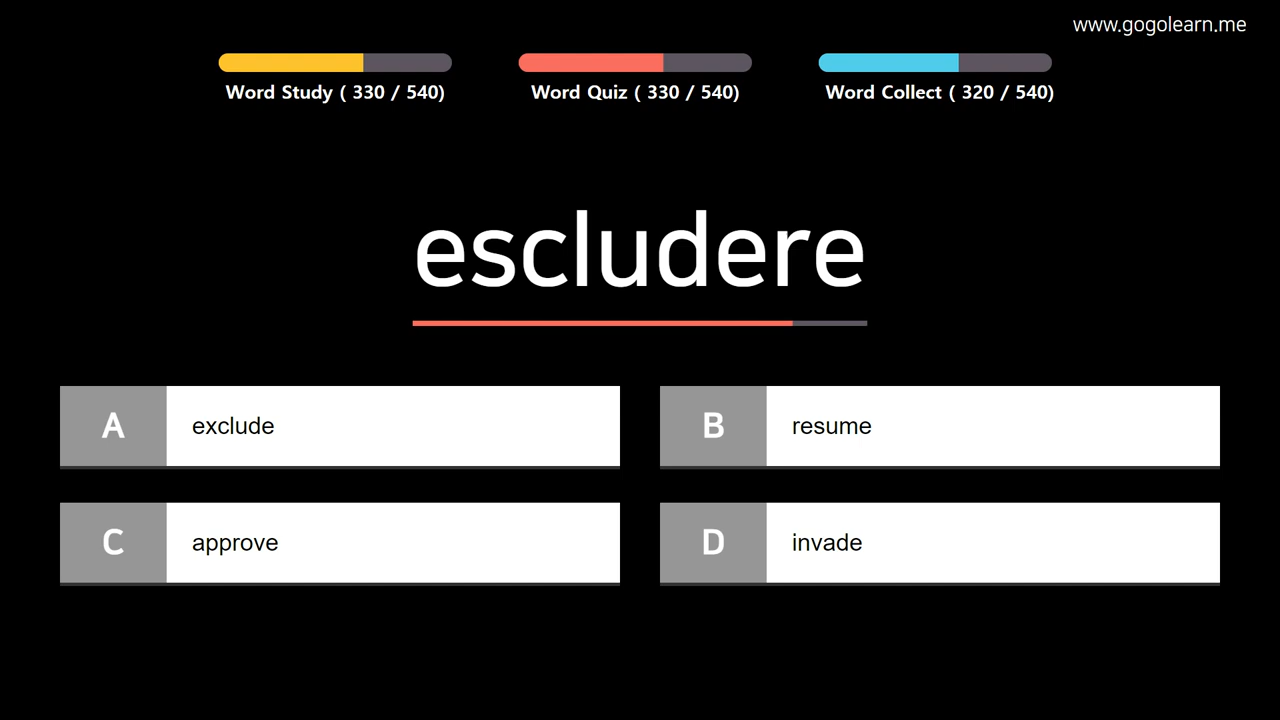 www.gogolearn.me
Word Study ( 330 / 540)
Word Quiz ( 330 / 540)
Word Collect ( 320 / 540)
escludere
A exclude
B resume
C approve
D invade